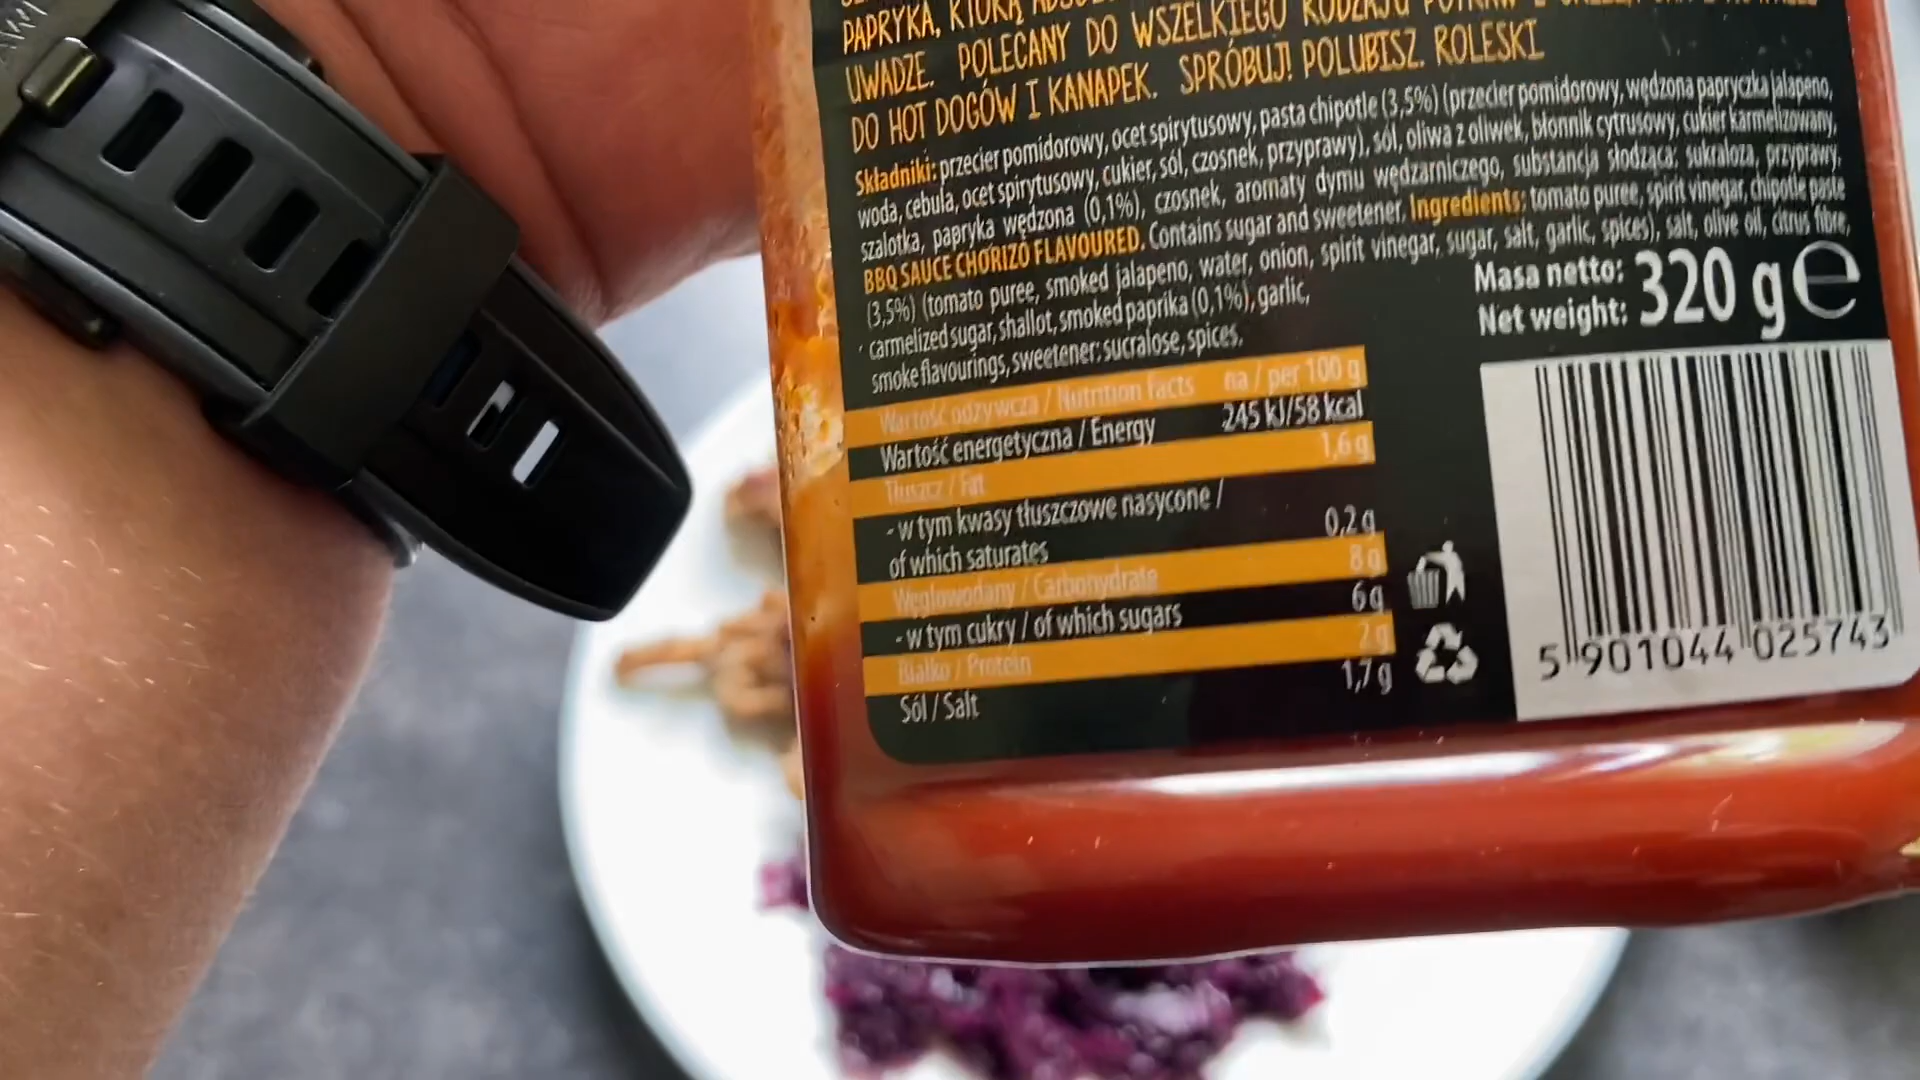 PAPRYKA, KTÓRĄ
UWADZE. POLECANY DO WSZELKIEGO RODZAJU POTRAW Z
DO HOT DOGÓW I KANAPEK. SPRÓBUJ! POLUBISZ. ROLESKI
Składniki: przecier pomidorowy, ocet spirytusowy, pasta chipotle (3,5%) (przecier pomidorowy, wędzona papryczka jalapeno,
woda, cebula, ocet spirytusowy, cukier, sól, czosnek, przyprawy), sól, oliwa z oliwek, błonnik cytrusowy, cukier karmelizowany,
szalotka, papryka wędzona (0,1%), czosnek, aromaty dymu wędzarniczego, substancja słodząca: sukraloza, przyprawy.
BBQ SAUCE CHORIZO FLAVOURED. Contains sugar and sweetener. Ingredients: tomato puree, spirit vinegar, chipotle paste
(3,5%) (tomato puree, smoked jalapeno, water, onion, spirit vinegar, sugar, salt, garlic, spices), salt, olive oil, citrus fibre,
carmelized sugar, shallot, smoked paprika (0,1%), garlic,
smoke flavourings, sweetener: sucralose, spices.
Masa netto:
Net weight: 320 g e
Wartość odżywcza / Nutrition facts na / per 100 g
Wartość energetyczna / Energy 245 kJ/58 kcal
Tłuszcz / Fat 1,6 g
- w tym kwasy tłuszczowe nasycone /
of which saturates 0,2 g
Węglowodany / Carbohydrate 8 g
- w tym cukry / of which sugars 6 g
Białko / Protein 2 g
Sól / Salt 1,7 g
5 901044 025743